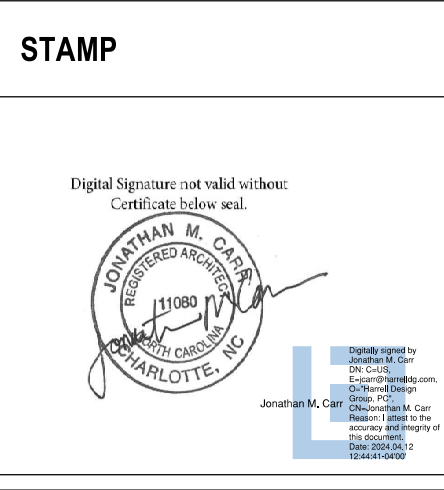 STAMP
Digital Signature not valid without
Certificate below seal.
JONATHAN M. CARR
REGISTERED ARCHITECT
11080
NORTH CAROLINA
CHARLOTTE, NC
Jonathan M. Carr
Digitally signed by
Jonathan M. Carr
DN: C=US,
E=jcarr@harrelldg.com,
O="Harrell Design
Group, PC",
CN=Jonathan M. Carr
Reason: I attest to the
accuracy and integrity of
this document.
Date: 2024.04.12
12:44:41-04'00'